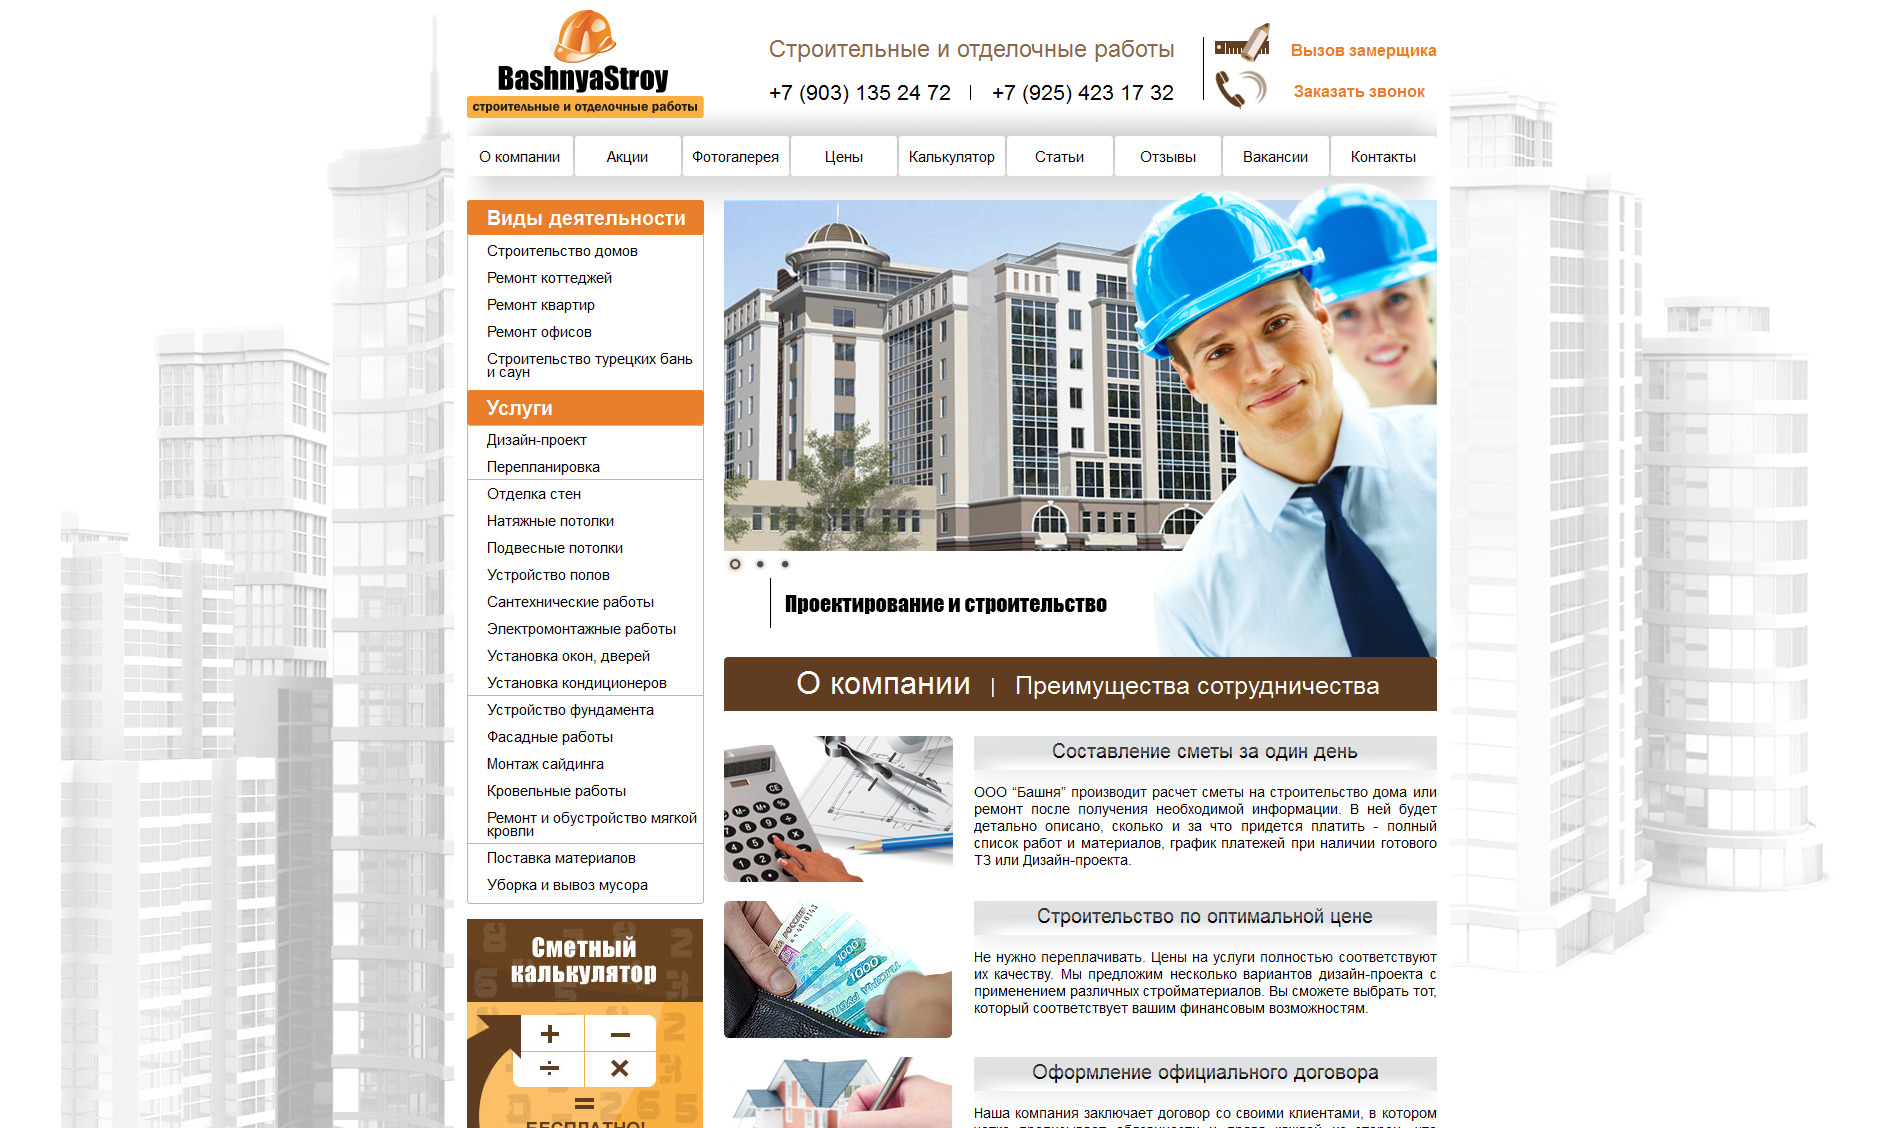 BashnyaStroy
строительные и отделочные работы
Строительные и отделочные работы
+7 (903) 135 24 72 | +7 (925) 423 17 32
Вызов замерщика
Заказать звонок
О компании
Акции
Фотогалерея
Цены
Калькулятор
Статьи
Отзывы
Вакансии
Контакты
Виды деятельности
Строительство домов
Ремонт коттеджей
Ремонт квартир
Ремонт офисов
Строительство турецких бань
и саун
Услуги
Дизайн-проект
Перепланировка
Отделка стен
Натяжные потолки
Подвесные потолки
Устройство полов
Сантехнические работы
Электромонтажные работы
Установка окон, дверей
Установка кондиционеров
Устройство фундамента
Фасадные работы
Монтаж сайдинга
Кровельные работы
Ремонт и обустройство мягкой
кровли
Поставка материалов
Уборка и вывоз мусора
Сметный
калькулятор
+ −
÷ ×
=
БЕСПЛАТНО!
Проектирование и строительство
О компании | Преимущества сотрудничества
Составление сметы за один день
ООО “Башня” производит расчет сметы на строительство дома или
ремонт после получения необходимой информации. В ней будет
детально описано, сколько и за что придется платить - полный
список работ и материалов, график платежей при наличии готового
ТЗ или Дизайн-проекта.
Строительство по оптимальной цене
Не нужно переплачивать. Цены на услуги полностью соответствуют
их качеству. Мы предложим несколько вариантов дизайн-проекта с
применением различных стройматериалов. Вы сможете выбрать тот,
который соответствует вашим финансовым возможностям.
Оформление официального договора
Наша компания заключает договор со своими клиентами, в котором